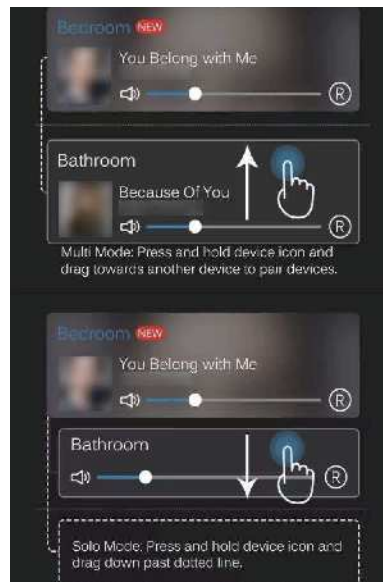 Bedroom NEW
You Belong with Me
R
Bathroom
Because Of You
R
Multi Mode: Press and hold device icon and
drag towards another device to pair devices.
Bedroom NEW
You Belong with Me
R
Bathroom
R
Solo Mode: Press and hold device icon and
drag down past dotted line.